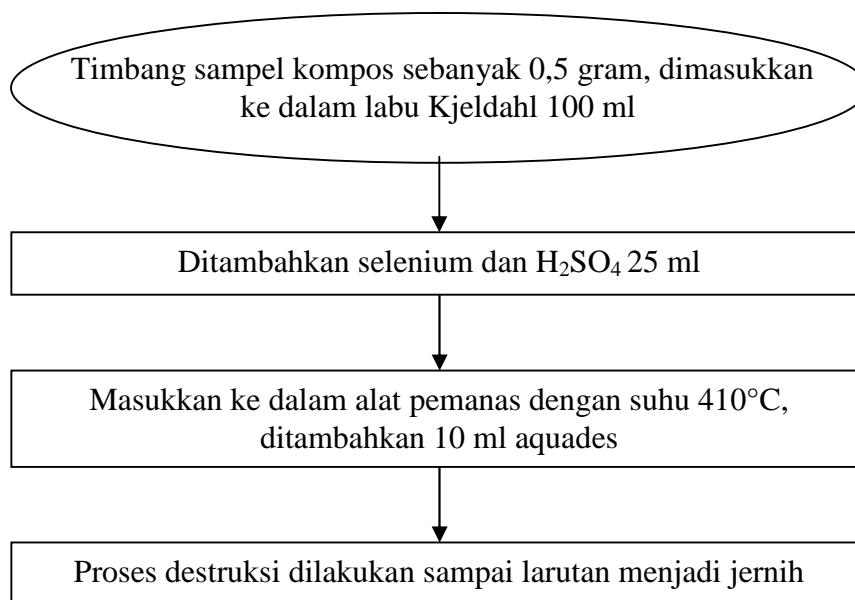 Timbang sampel kompos sebanyak 0,5 gram, dimasukkan
ke dalam labu Kjeldahl 100 ml
Ditambahkan selenium dan H₂SO₄ 25 ml
Masukkan ke dalam alat pemanas dengan suhu 410°C,
ditambahkan 10 ml aquades
Proses destruksi dilakukan sampai larutan menjadi jernih